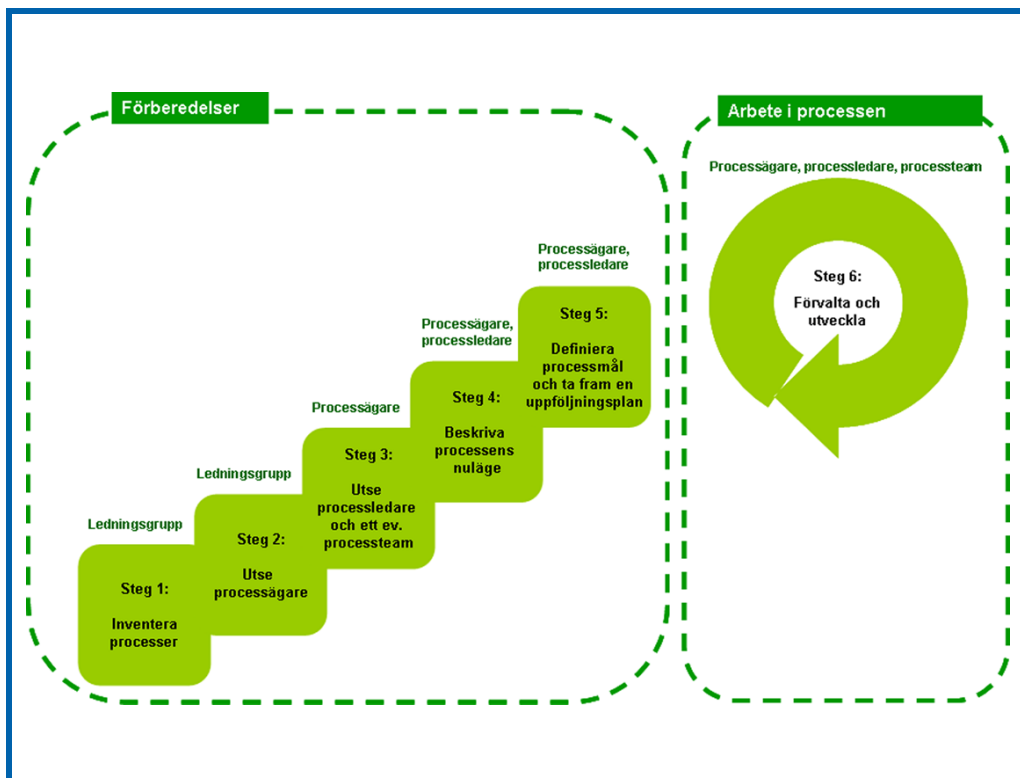 Förberedelser
Ledningsgrupp
Steg 1:
Inventera
processer
Ledningsgrupp
Steg 2:
Utse
processägare
Processägare
Steg 3:
Utse
processledare
och ett ev.
processteam
Processägare,
processledare
Steg 4:
Beskriva
processens
nuläge
Processägare,
processledare
Steg 5:
Definiera
processmål
och ta fram en
uppföljningsplan
Arbete i processen
Processägare, processledare, processteam
Steg 6:
Förvalta och
utveckla